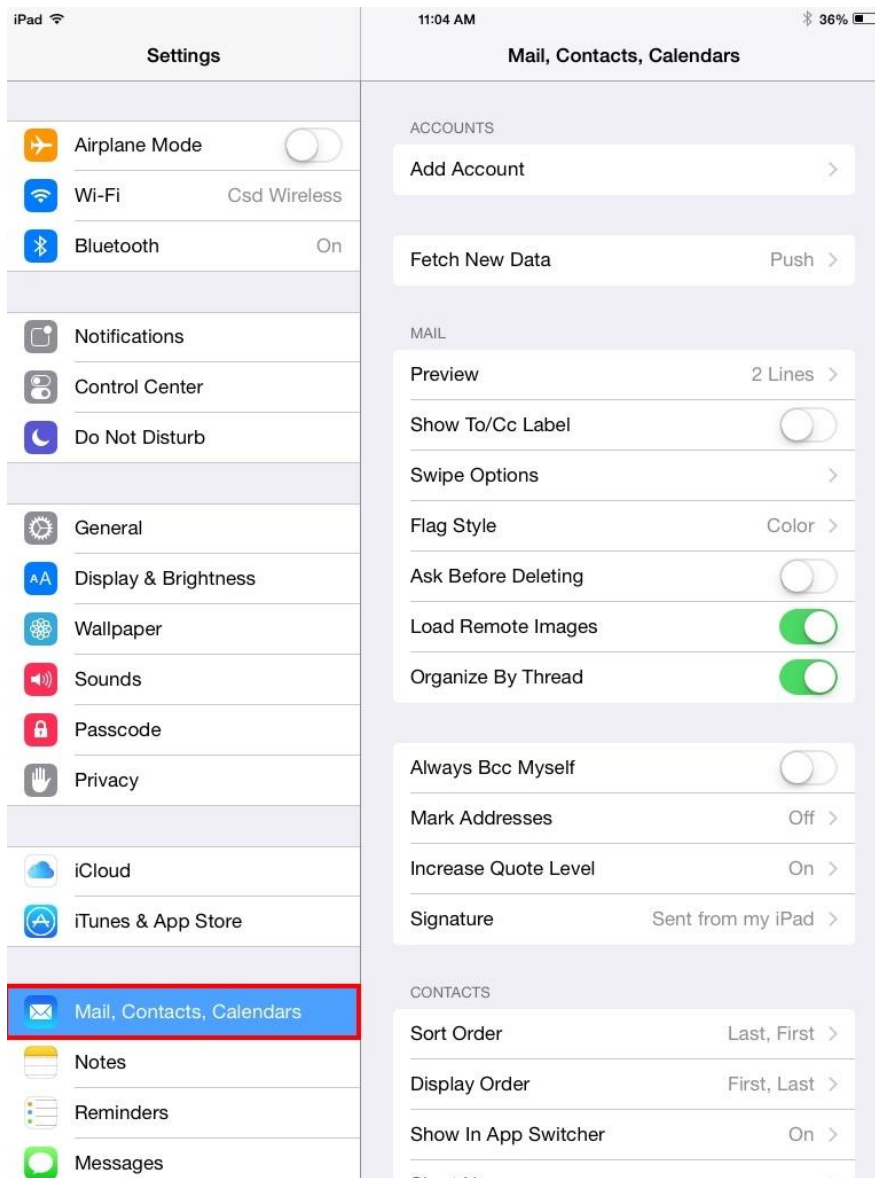 iPad 11:04 AM 36%
Settings
Airplane Mode
Wi-Fi Csd Wireless
Bluetooth On
Notifications
Control Center
Do Not Disturb
General
AA Display & Brightness
Wallpaper
Sounds
Passcode
Privacy
iCloud
iTunes & App Store
Mail, Contacts, Calendars
Notes
Reminders
Messages
Mail, Contacts, Calendars
ACCOUNTS
Add Account
Fetch New Data Push
MAIL
Preview 2 Lines
Show To/Cc Label
Swipe Options
Flag Style Color
Ask Before Deleting
Load Remote Images
Organize By Thread
Always Bcc Myself
Mark Addresses Off
Increase Quote Level On
Signature Sent from my iPad
CONTACTS
Sort Order Last, First
Display Order First, Last
Show In App Switcher On